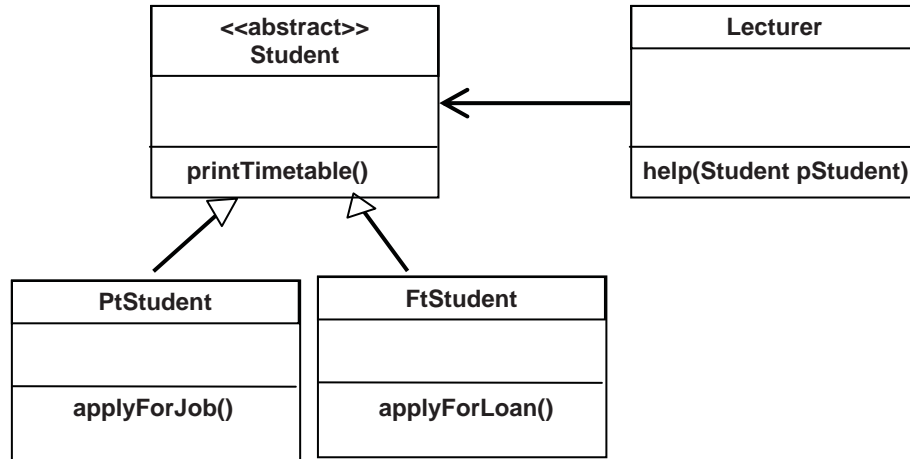 <<abstract>>
Student
printTimetable()
Lecturer
help(Student pStudent)
PtStudent
applyForJob()
FtStudent
applyForLoan()